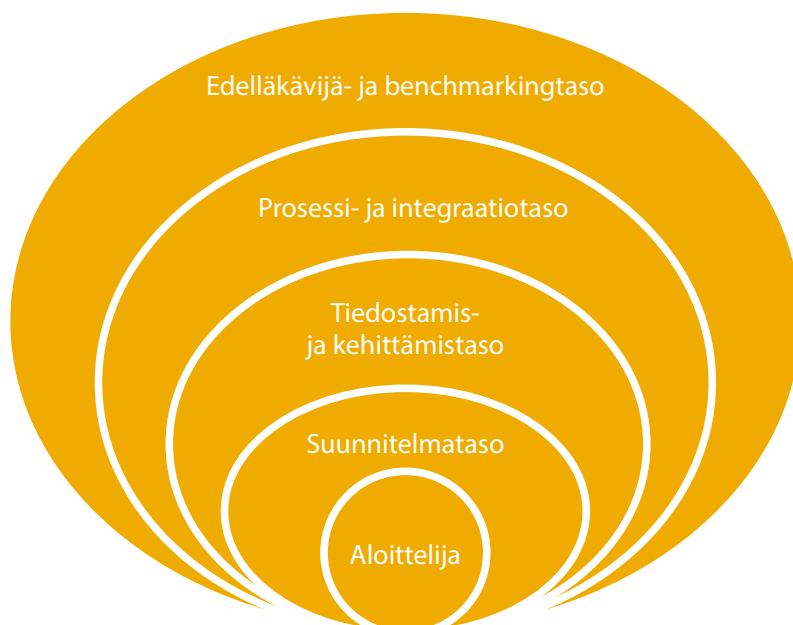 Edelläkävijä- ja benchmarkingtaso
Prosessi- ja integraatiotaso
Tiedostamis-
ja kehittämistaso
Suunnitelmataso
Aloittelija